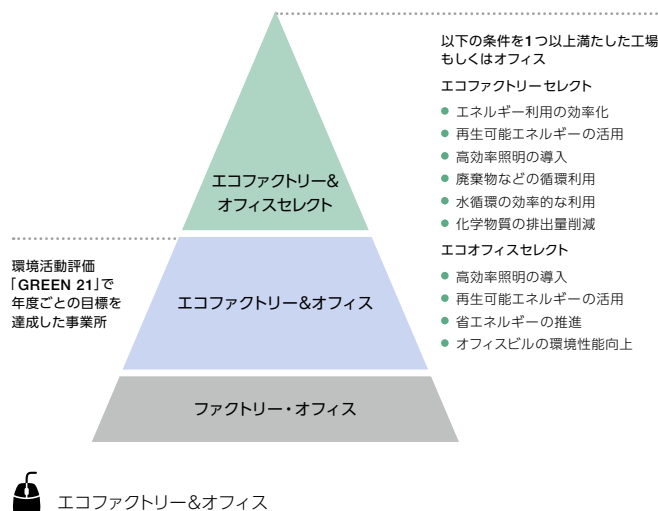 以下の条件を1つ以上満たした工場
もしくはオフィス
エコファクトリーセレクト
● エネルギー利用の効率化
● 再生可能エネルギーの活用
● 高効率照明の導入
● 廃棄物などの循環利用
● 水循環の効率的な利用
● 化学物質の排出量削減
エコオフィスセレクト
● 高効率照明の導入
● 再生可能エネルギーの活用
● 省エネルギーの推進
● オフィスビルの環境性能向上
エコファクトリー&
オフィスセレクト
環境活動評価
「GREEN 21」で
年度ごとの目標を
達成した事業所
エコファクトリー&オフィス
ファクトリー・オフィス
エコファクトリー&オフィス